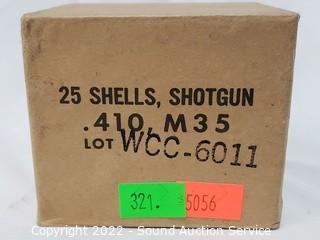 25 SHELLS, SHOTGUN
.410, M35
LOT WCC-6011
321. 5056
Copyright 2022 - Sound Auction Service